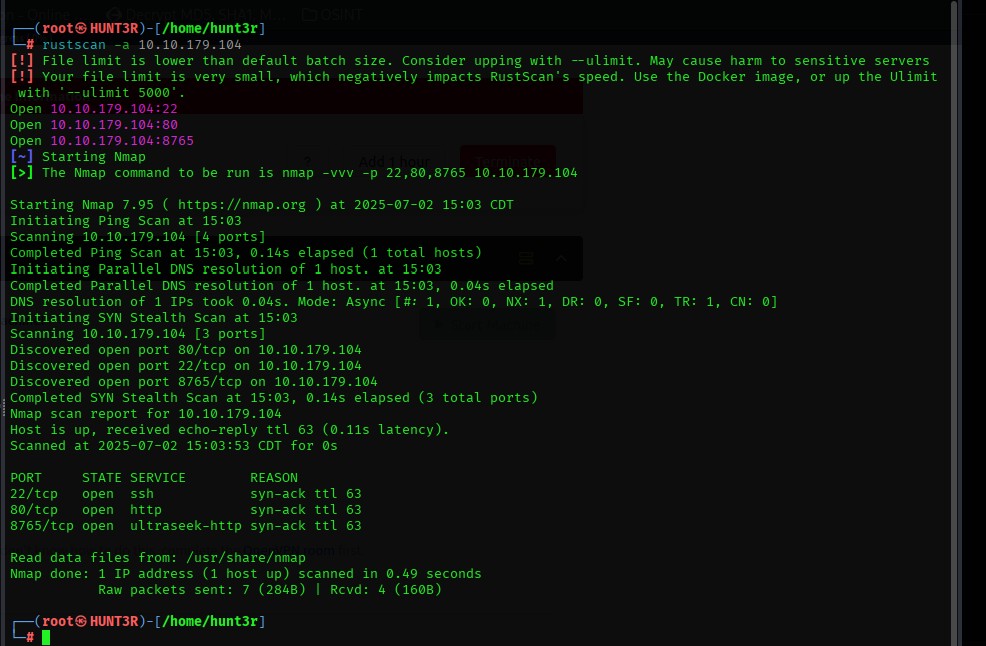 Decrypt MD5, SHA1, M... OSINT
┌──(root㉿HUNT3R)-[/home/hunt3r]
└─# rustscan -a 10.10.179.104
[!] File limit is lower than default batch size. Consider upping with --ulimit. May cause harm to sensitive servers
[!] Your file limit is very small, which negatively impacts RustScan's speed. Use the Docker image, or up the Ulimit
with '--ulimit 5000'.
Open 10.10.179.104:22
Open 10.10.179.104:80
Open 10.10.179.104:8765
[~] Starting Nmap
? Add 1 hour Terminate
[>] The Nmap command to be run is nmap -vvv -p 22,80,8765 10.10.179.104
Starting Nmap 7.95 ( https://nmap.org ) at 2025-07-02 15:03 CDT
Initiating Ping Scan at 15:03
Scanning 10.10.179.104 [4 ports]
Completed Ping Scan at 15:03, 0.14s elapsed (1 total hosts)
Initiating Parallel DNS resolution of 1 host. at 15:03
Completed Parallel DNS resolution of 1 host. at 15:03, 0.04s elapsed
DNS resolution of 1 IPs took 0.04s. Mode: Async [#: 1, OK: 0, NX: 1, DR: 0, SF: 0, TR: 1, CN: 0]
Initiating SYN Stealth Scan at 15:03
Scanning 10.10.179.104 [3 ports]
Discovered open port 80/tcp on 10.10.179.104
Discovered open port 22/tcp on 10.10.179.104
Discovered open port 8765/tcp on 10.10.179.104
Completed SYN Stealth Scan at 15:03, 0.14s elapsed (3 total ports)
Nmap scan report for 10.10.179.104
Host is up, received echo-reply ttl 63 (0.11s latency).
Scanned at 2025-07-02 15:03:53 CDT for 0s
PORT STATE SERVICE REASON
22/tcp open ssh syn-ack ttl 63
80/tcp open http syn-ack ttl 63
8765/tcp open ultraseek-http syn-ack ttl 63
Read data files from: /usr/share/nmap
Nmap done: 1 IP address (1 host up) scanned in 0.49 seconds
Raw packets sent: 7 (284B) | Rcvd: 4 (160B)
┌──(root㉿HUNT3R)-[/home/hunt3r]
└─#